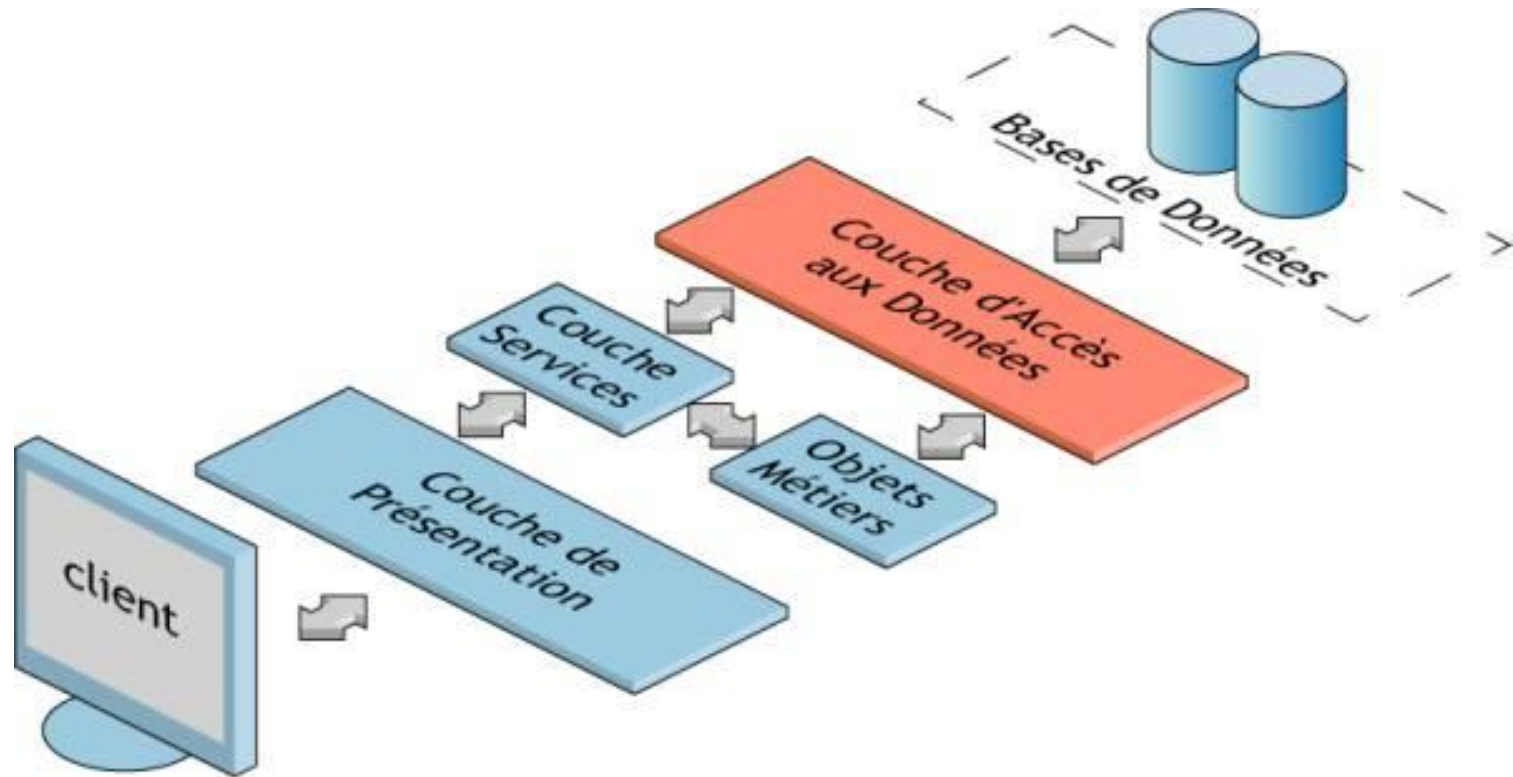 Bases de Données
Couche d'Accès
aux Données
Couche
Services
Objets
Métiers
Couche de
Présentation
client